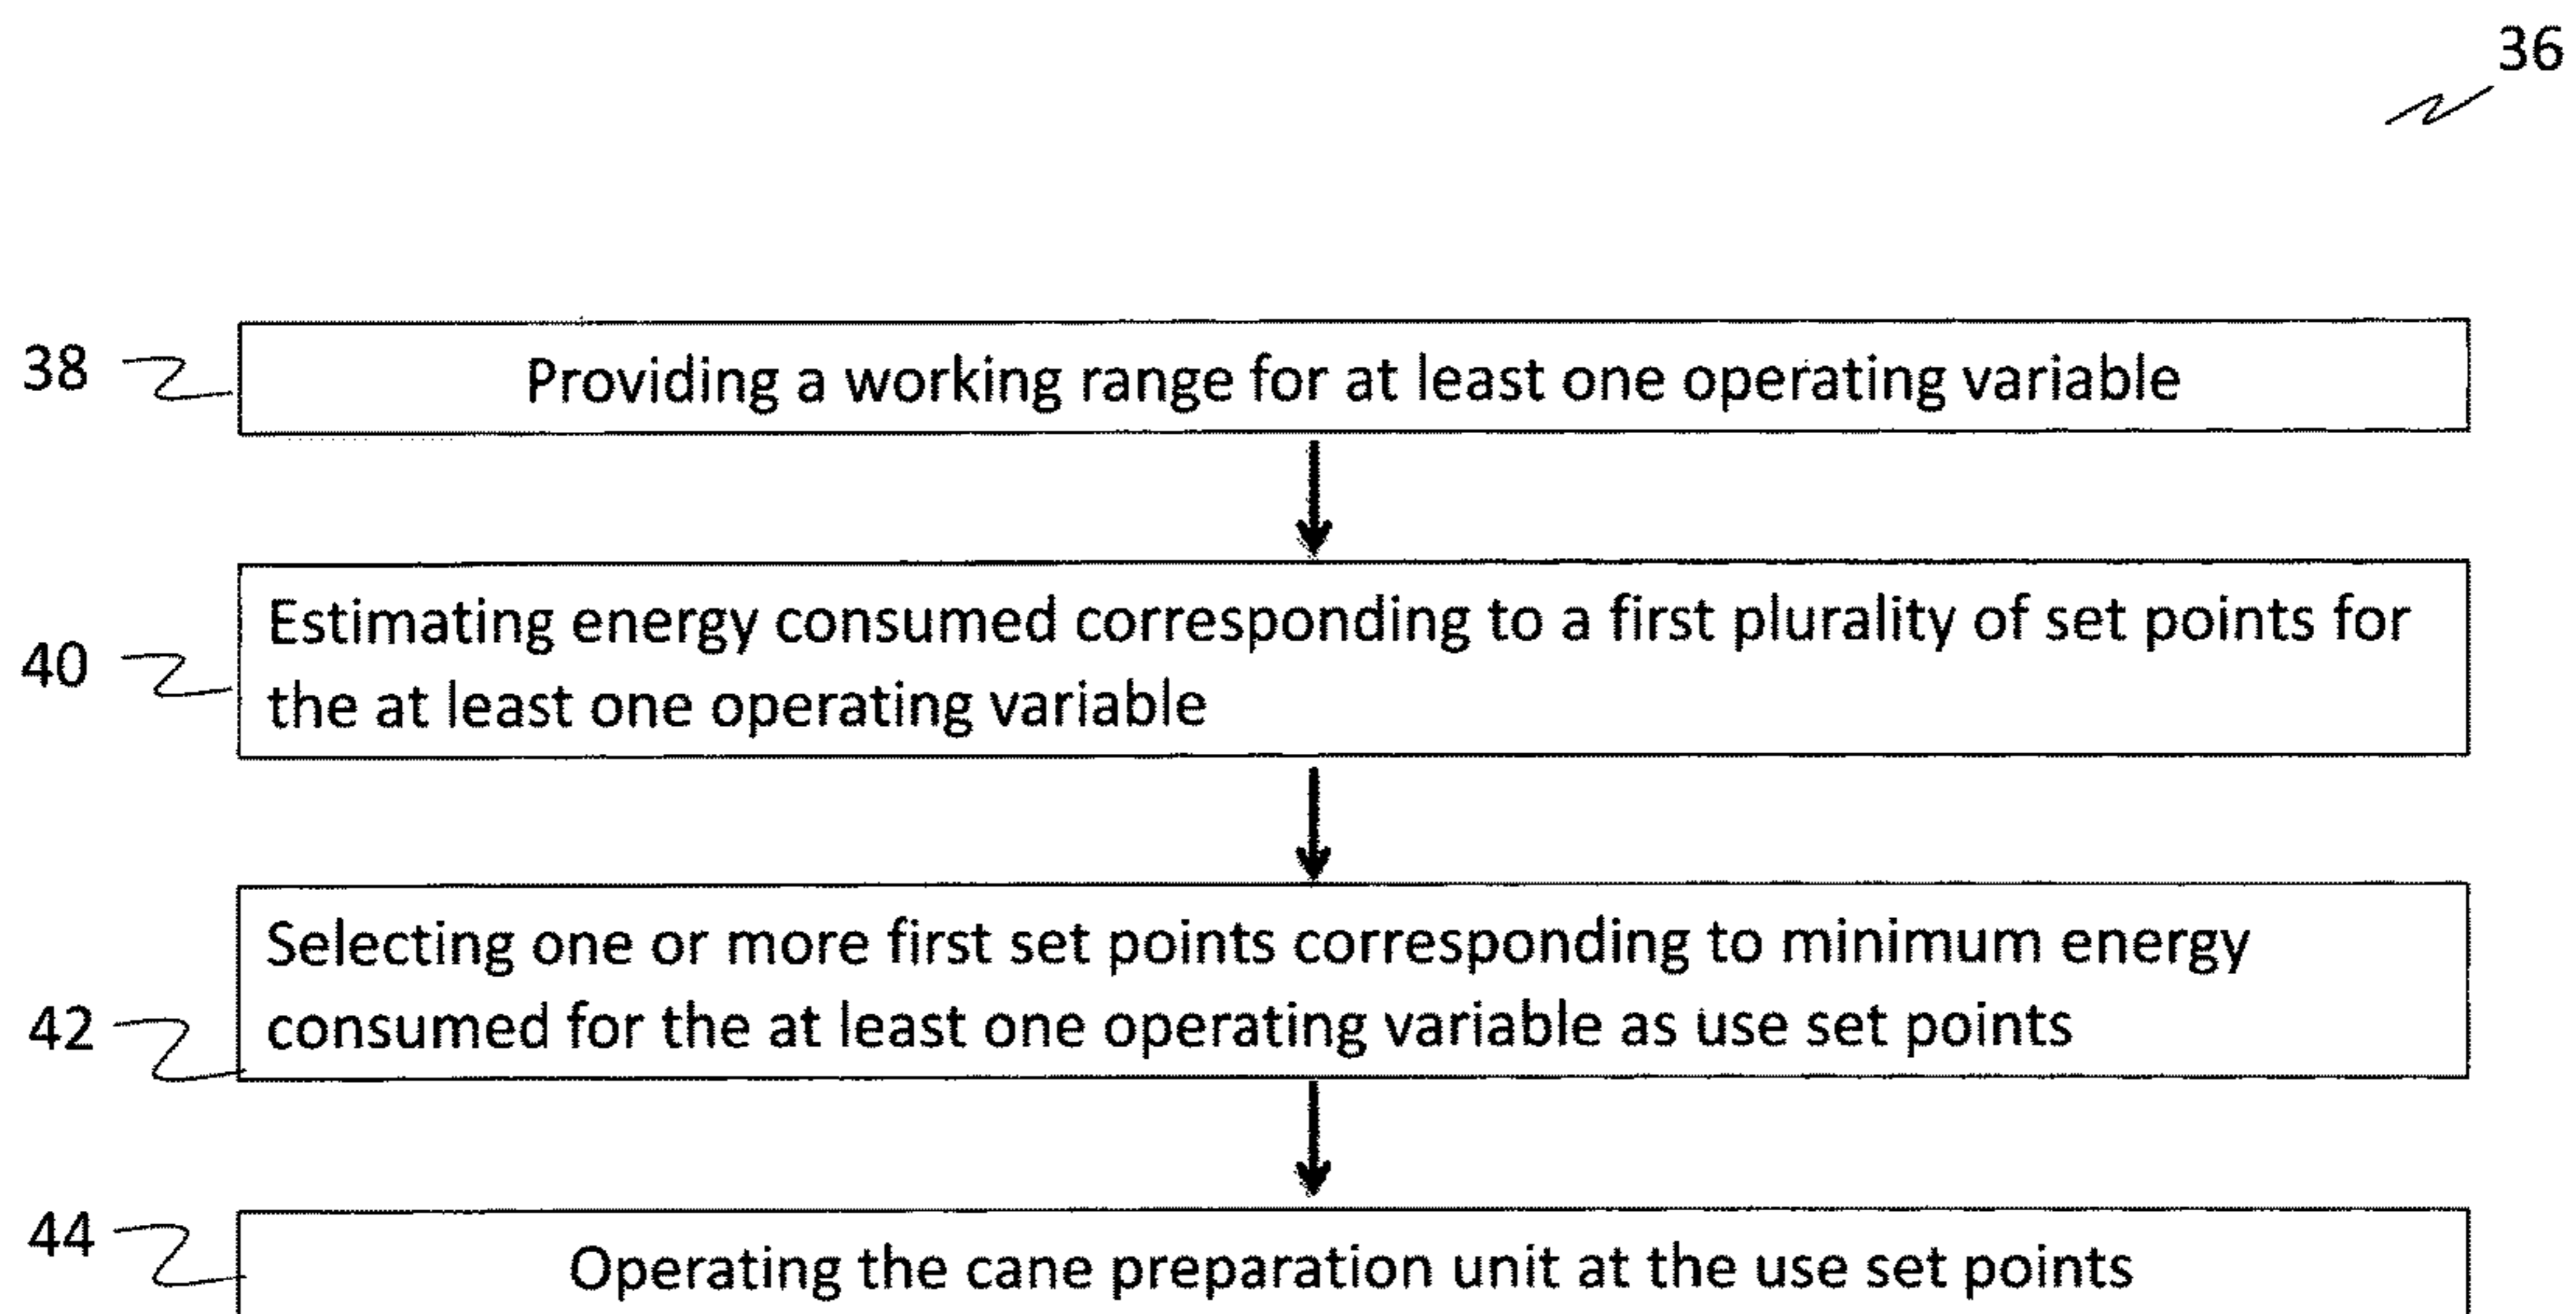 36
38
Providing a working range for at least one operating variable
40
Estimating energy consumed corresponding to a first plurality of set points for
the at least one operating variable
42
Selecting one or more first set points corresponding to minimum energy
consumed for the at least one operating variable as use set points
44
Operating the cane preparation unit at the use set points